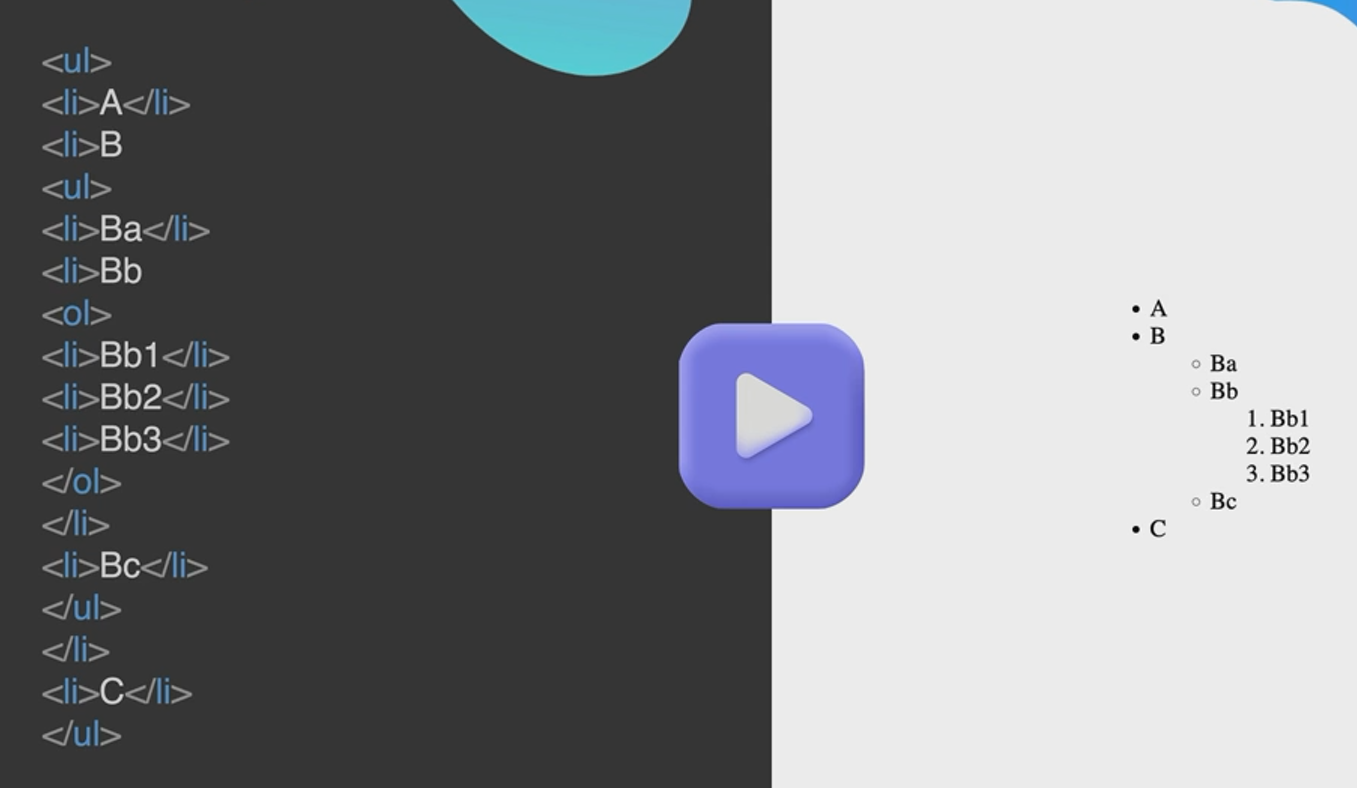 <ul>
<li>A</li>
<li>B
<ul>
<li>Ba</li>
<li>Bb
<ol>
<li>Bb1</li>
<li>Bb2</li>
<li>Bb3</li>
</ol>
</li>
<li>Bc</li>
</ul>
</li>
<li>C</li>
</ul>
• A
• B
◦ Ba
◦ Bb
1. Bb1
2. Bb2
3. Bb3
◦ Bc
• C